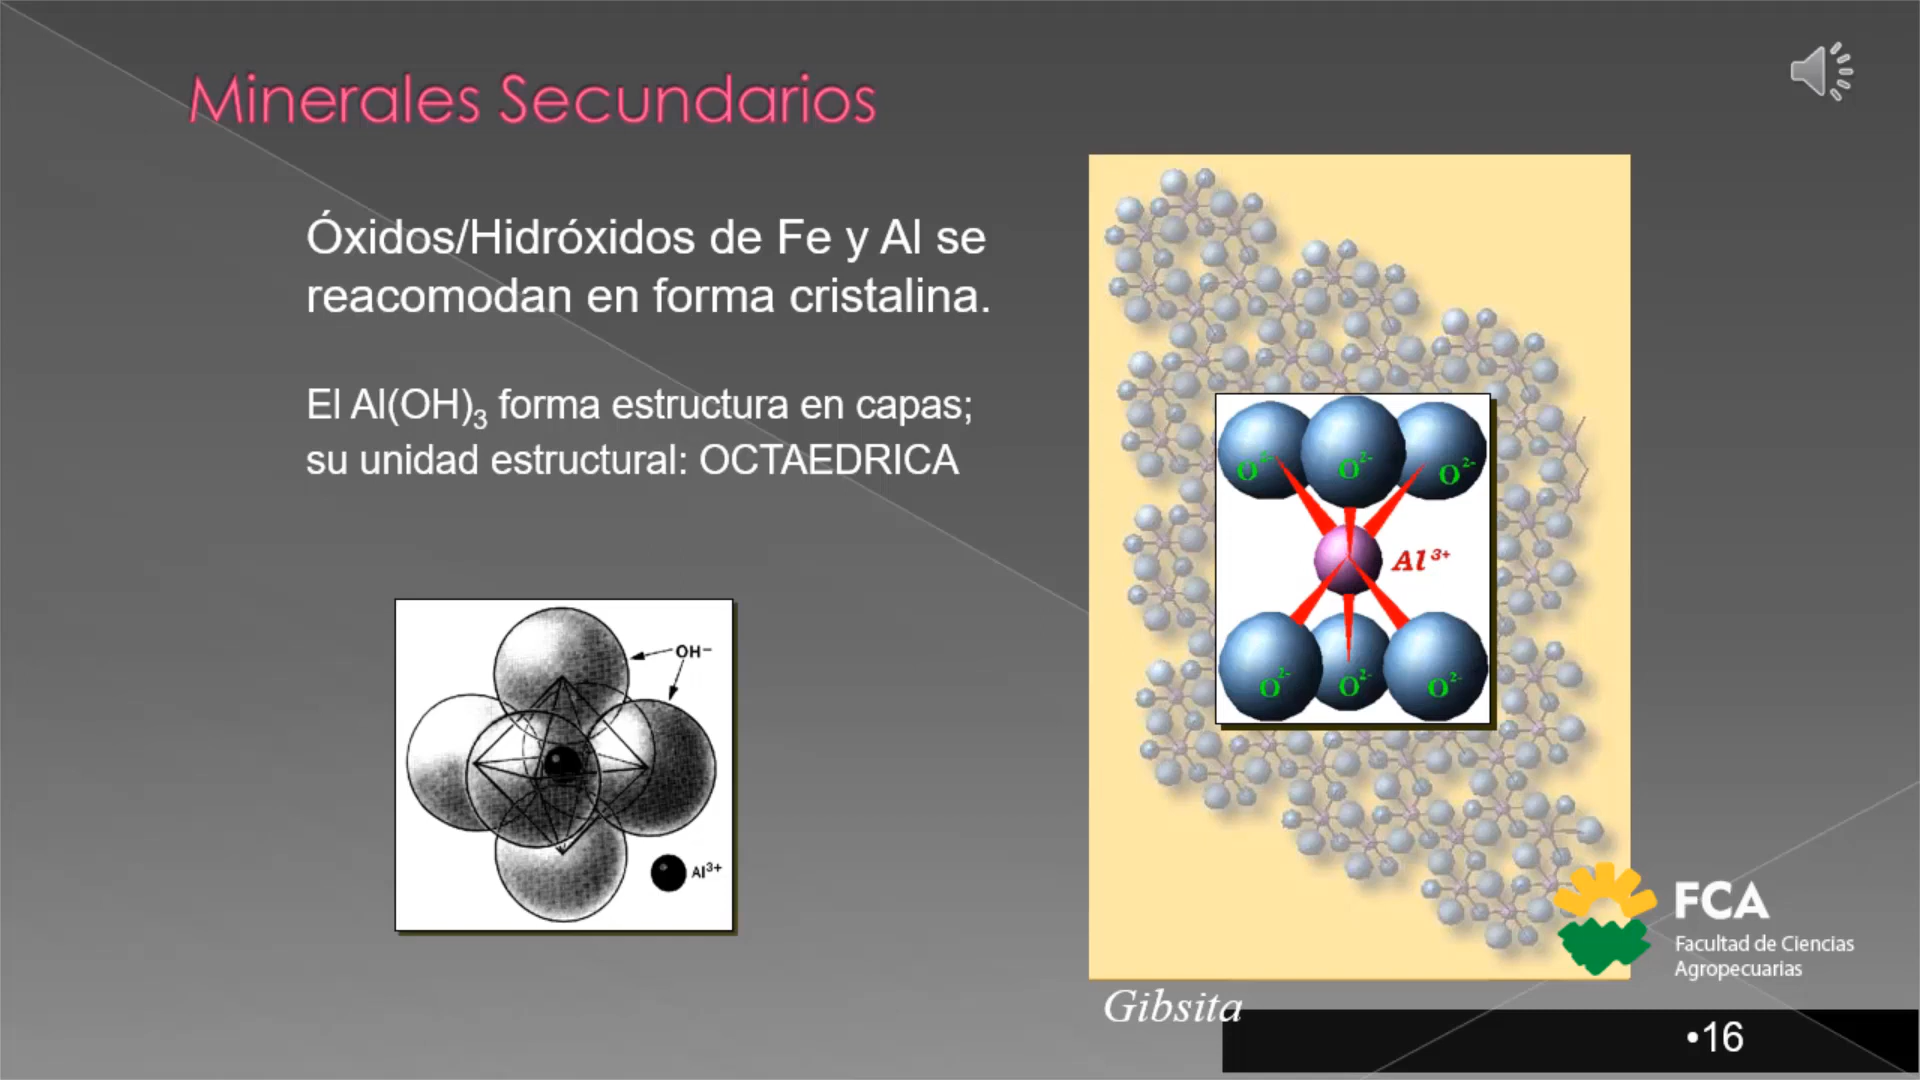 Minerales Secundarios
Óxidos/Hidróxidos de Fe y Al se
reacomodan en forma cristalina.
El Al(OH)₃ forma estructura en capas;
su unidad estructural: OCTAEDRICA
OH⁻
Al³⁺
O²⁻ O²⁻ O²⁻
Al³⁺
O²⁻ O²⁻ O²⁻
Gibsita
FCA
Facultad de Ciencias
Agropecuarias
•16